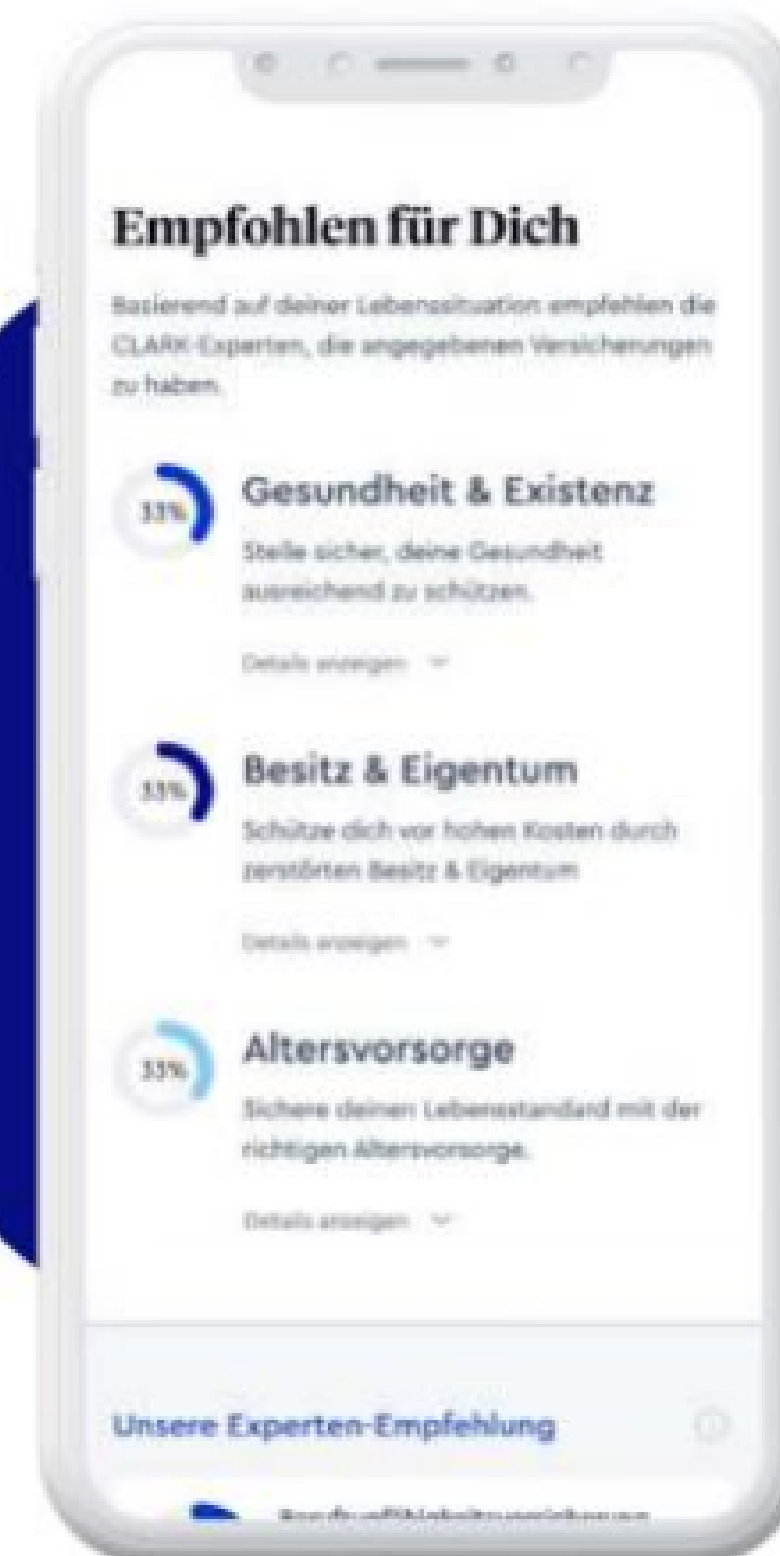 Empfohlen für Dich
Basierend auf deiner Lebenssituation empfehlen die
CLARK-Experten, die angegebenen Versicherungen
zu haben.
33%
Gesundheit & Existenz
Stelle sicher, deine Gesundheit
ausreichend zu schützen.
Details anzeigen
33%
Besitz & Eigentum
Schütze dich vor hohen Kosten durch
zerstörten Besitz & Eigentum
Details anzeigen
33%
Altersvorsorge
Sichere deinen Lebensstandard mit der
richtigen Altersvorsorge.
Details anzeigen
Unsere Experten-Empfehlung
Berufsunfähigkeitsversicherung